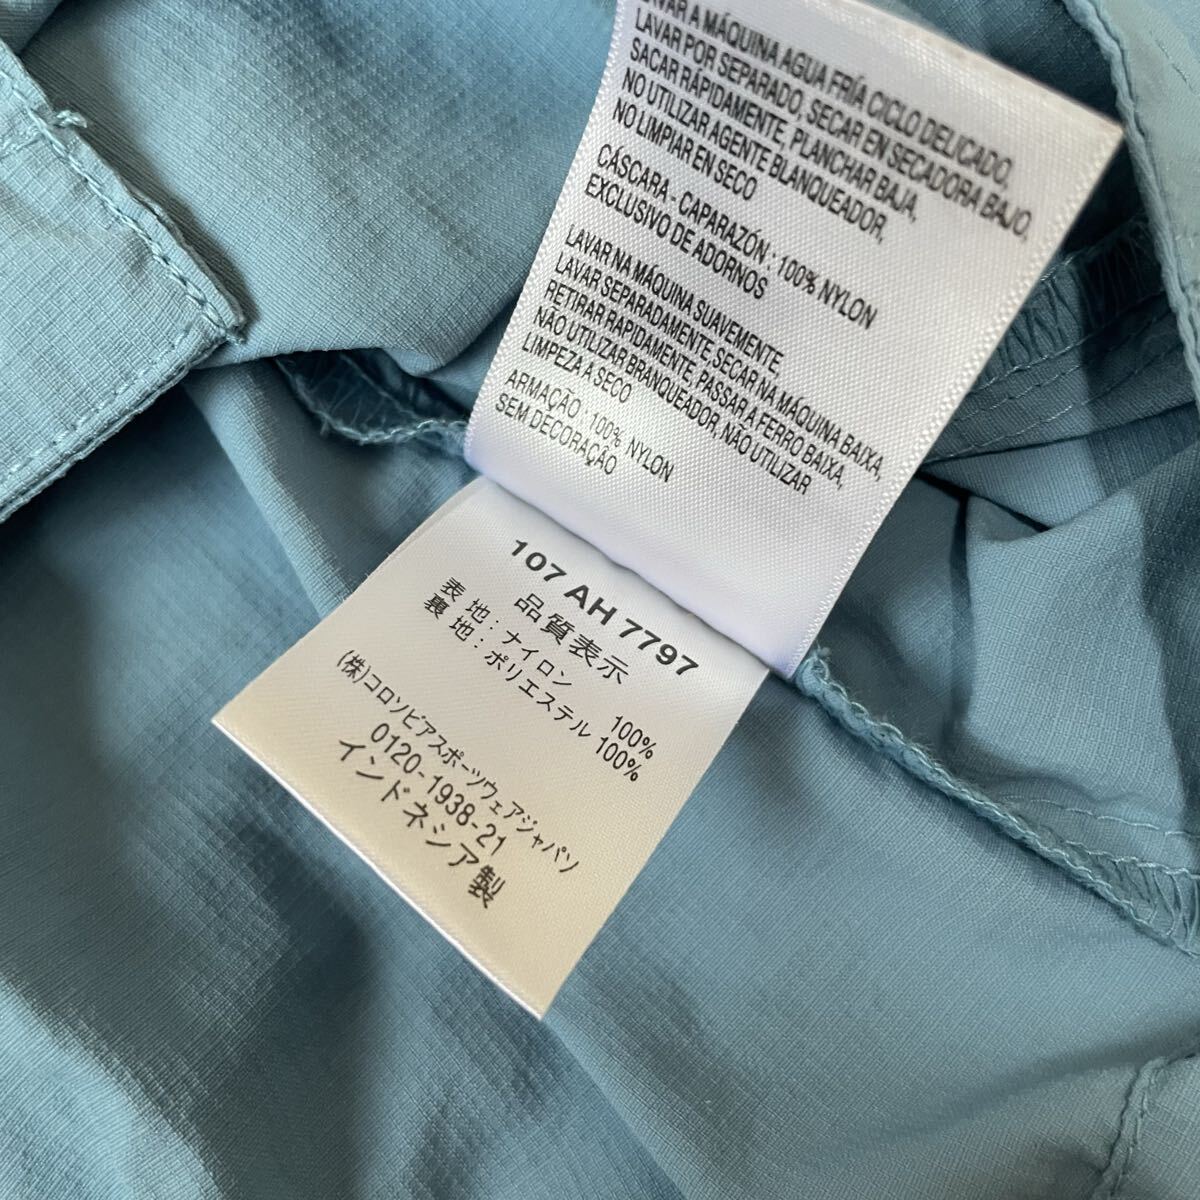 LAVAR A MÁQUINA AGUA FRÍA CICLO DELICADO,
LAVAR POR SEPARADO, SECAR EN SECADORA BAJO,
SACAR RÁPIDAMENTE, PLANCHAR BAJA,
NO UTILIZAR AGENTE BLANQUEADOR,
NO LIMPIAR EN SECO
CÁSCARA - CAPARAZÓN : 100% NYLON
EXCLUSIVO DE ADORNOS
LAVAR NA MÁQUINA SUAVEMENTE,
LAVAR SEPARADAMENTE, SECAR NA MÁQUINA BAIXA,
RETIRAR RAPIDAMENTE, PASSAR A FERRO BAIXA,
NÃO UTILIZAR BRANQUEADOR, NÃO UTILIZAR
LIMPEZA A SECO
ARMAÇÃO : 100% NYLON
SEM DECORAÇÃO
107 AH 7797
品質表示
表 地 : ナイロン 100%
裏 地 : ポリエステル 100%
(株)コロンビアスポーツウェアジャパン
0120-1938-21
インドネシア製